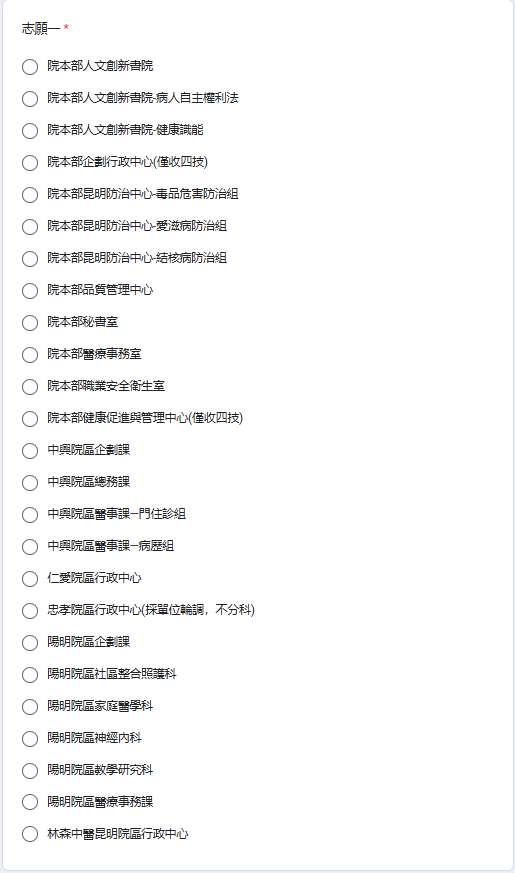 志願一 *
院本部人文創新書院
院本部人文創新書院-病人自主權利法
院本部人文創新書院-健康識能
院本部企劃行政中心(僅收四技)
院本部昆明防治中心-毒品危害防治組
院本部昆明防治中心-愛滋病防治組
院本部昆明防治中心-結核病防治組
院本部品質管理中心
院本部秘書室
院本部醫療事務室
院本部職業安全衛生室
院本部健康促進與管理中心(僅收四技)
中興院區企劃課
中興院區總務課
中興院區醫事課—門住診組
中興院區醫事課—病歷組
仁愛院區行政中心
忠孝院區行政中心(採單位輪調，不分科)
陽明院區企劃課
陽明院區社區整合照護科
陽明院區家庭醫學科
陽明院區神經內科
陽明院區教學研究科
陽明院區醫療事務課
林森中醫昆明院區行政中心